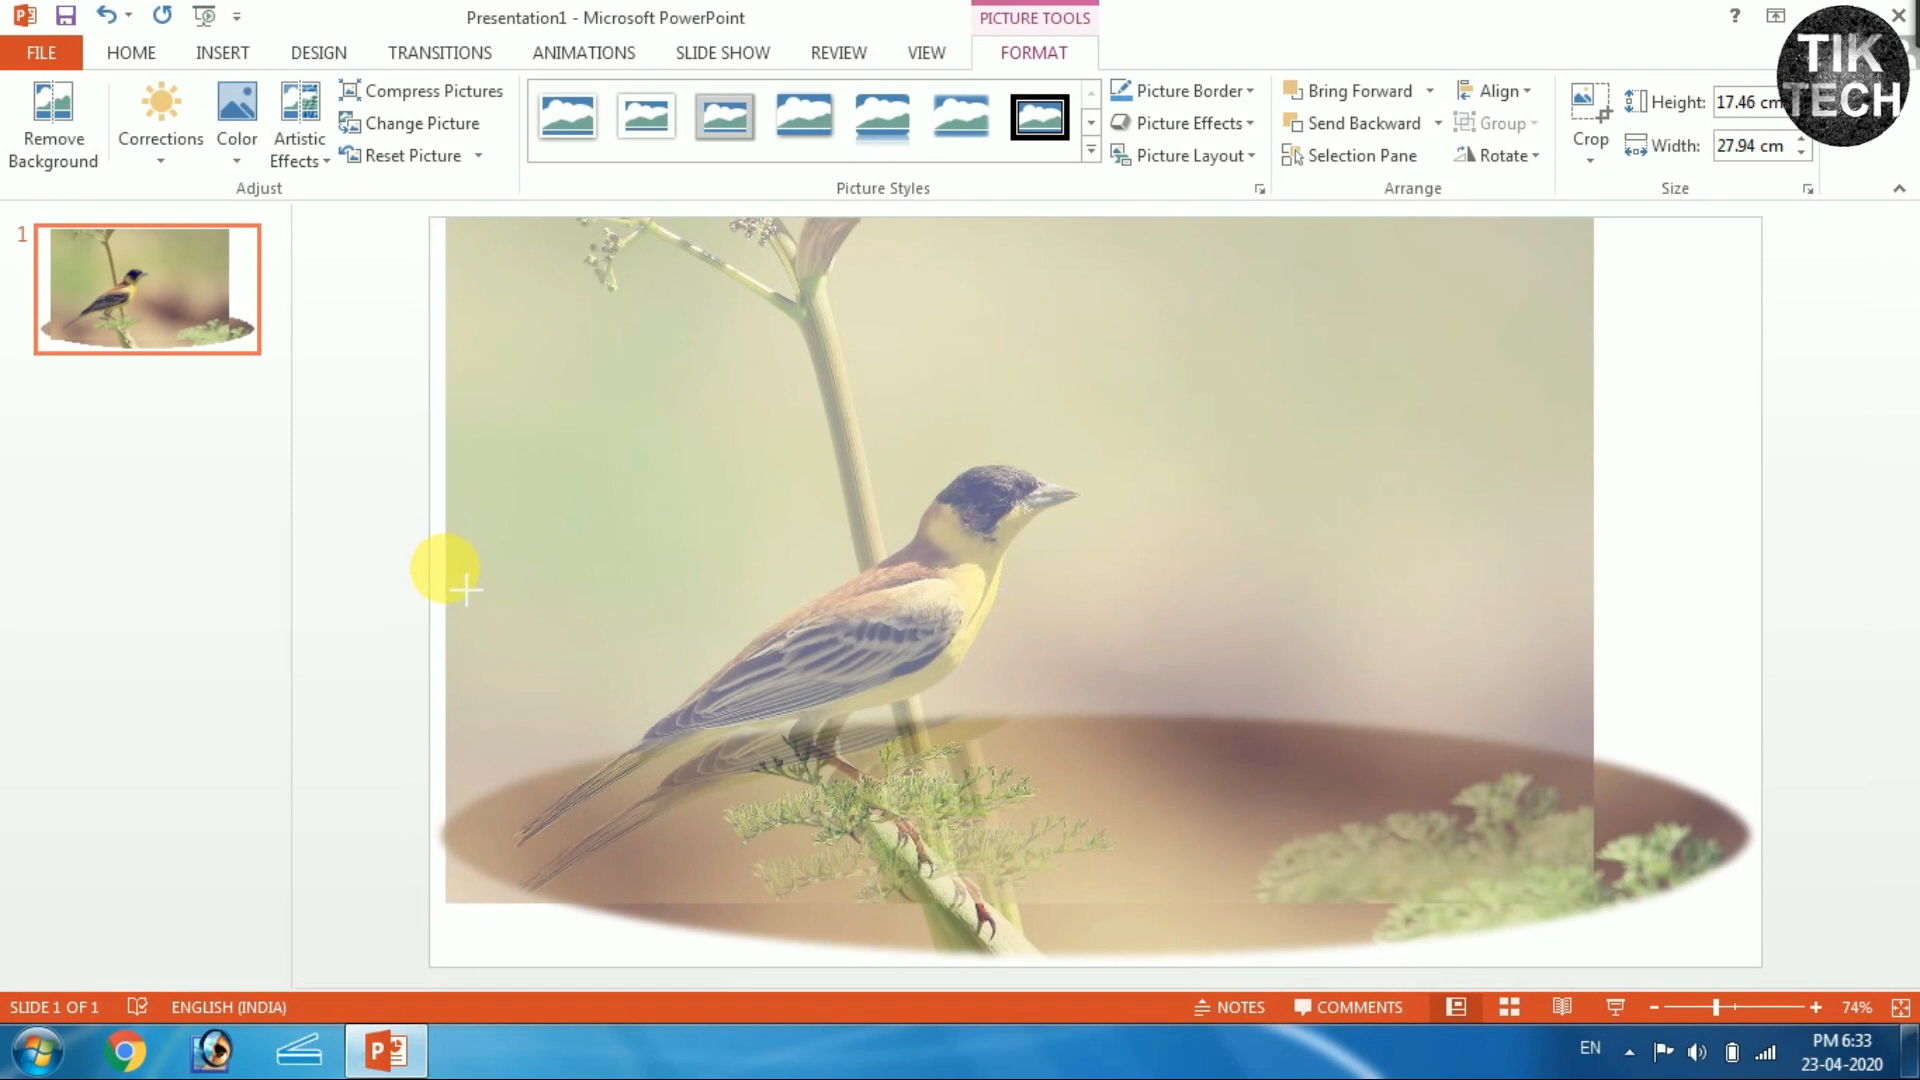 Presentation1 - Microsoft PowerPoint
PICTURE TOOLS
?
FILE
HOME
INSERT
DESIGN
TRANSITIONS
ANIMATIONS
SLIDE SHOW
REVIEW
VIEW
FORMAT
TIK
TECH
Remove
Background
Corrections
Color
Artistic
Effects
Compress Pictures
Change Picture
Reset Picture
Adjust
Picture Styles
Picture Border
Picture Effects
Picture Layout
Bring Forward
Send Backward
Selection Pane
Align
Group
Rotate
Arrange
Crop
Height:
17.46 cm
Width:
27.94 cm
Size
1
SLIDE 1 OF 1
ENGLISH (INDIA)
NOTES
COMMENTS
74%
EN
PM 6:33
23-04-2020